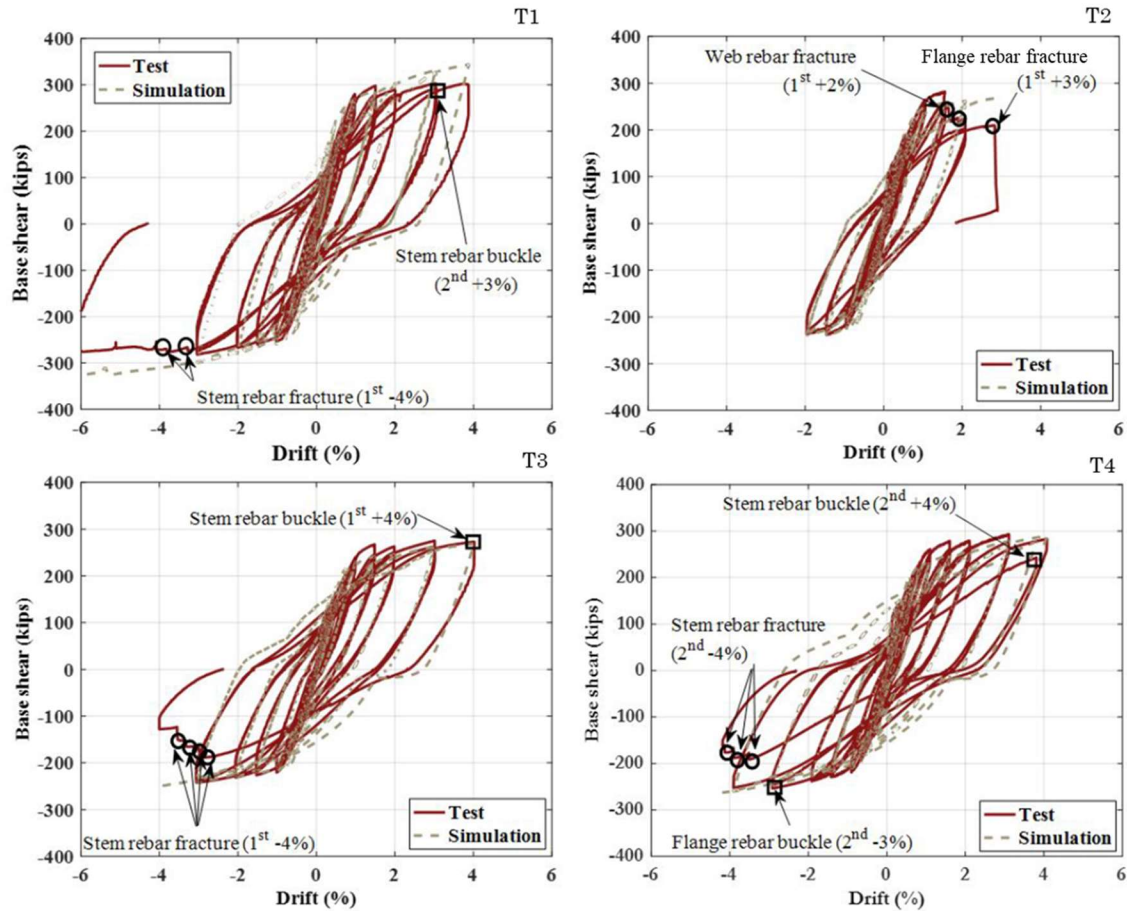 T1
400
300
200
100
0
-100
-200
-300
-400
Base shear (kips)
Test
Simulation
Stem rebar buckle
(2nd +3%)
Stem rebar fracture (1st -4%)
-6
-4
-2
0
2
4
6
Drift (%)
T2
400
300
200
100
0
-100
-200
-300
-400
Base shear (kips)
Web rebar fracture
(1st +2%)
Flange rebar fracture
(1st +3%)
Test
Simulation
-6
-4
-2
0
2
4
6
Drift (%)
T3
400
300
200
100
0
-100
-200
-300
-400
Base shear (kips)
Stem rebar buckle (1st +4%)
Stem rebar fracture (1st -4%)
Test
Simulation
-6
-4
-2
0
2
4
6
Drift (%)
T4
400
300
200
100
0
-100
-200
-300
-400
Base shear (kips)
Stem rebar buckle (2nd +4%)
Stem rebar fracture
(2nd -4%)
Flange rebar buckle (2nd -3%)
Test
Simulation
-6
-4
-2
0
2
4
6
Drift (%)